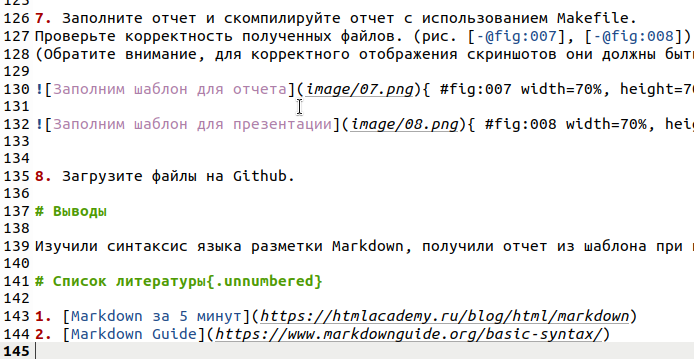 126 7. Заполните отчет и скомпилируйте отчет с использованием Makefile.
127 Проверьте корректность полученных файлов. (рис. [-@fig:007], [-@fig:008])
128 (Обратите внимание, для корректного отображения скриншотов они должны быт
129
130 ![Заполним шаблон для отчета](image/07.png){ #fig:007 width=70%, height=7
131
132 ![Заполним шаблон для презентации](image/08.png){ #fig:008 width=70%, hei
133
134
135 8. Загрузите файлы на Github.
136
137 # Выводы
138
139 Изучили синтаксис языка разметки Markdown, получили отчет из шаблона при
140
141 # Список литературы{.unnumbered}
142
143 1. [Markdown за 5 минут](https://htmlacademy.ru/blog/html/markdown)
144 2. [Markdown Guide](https://www.markdownguide.org/basic-syntax/)
145